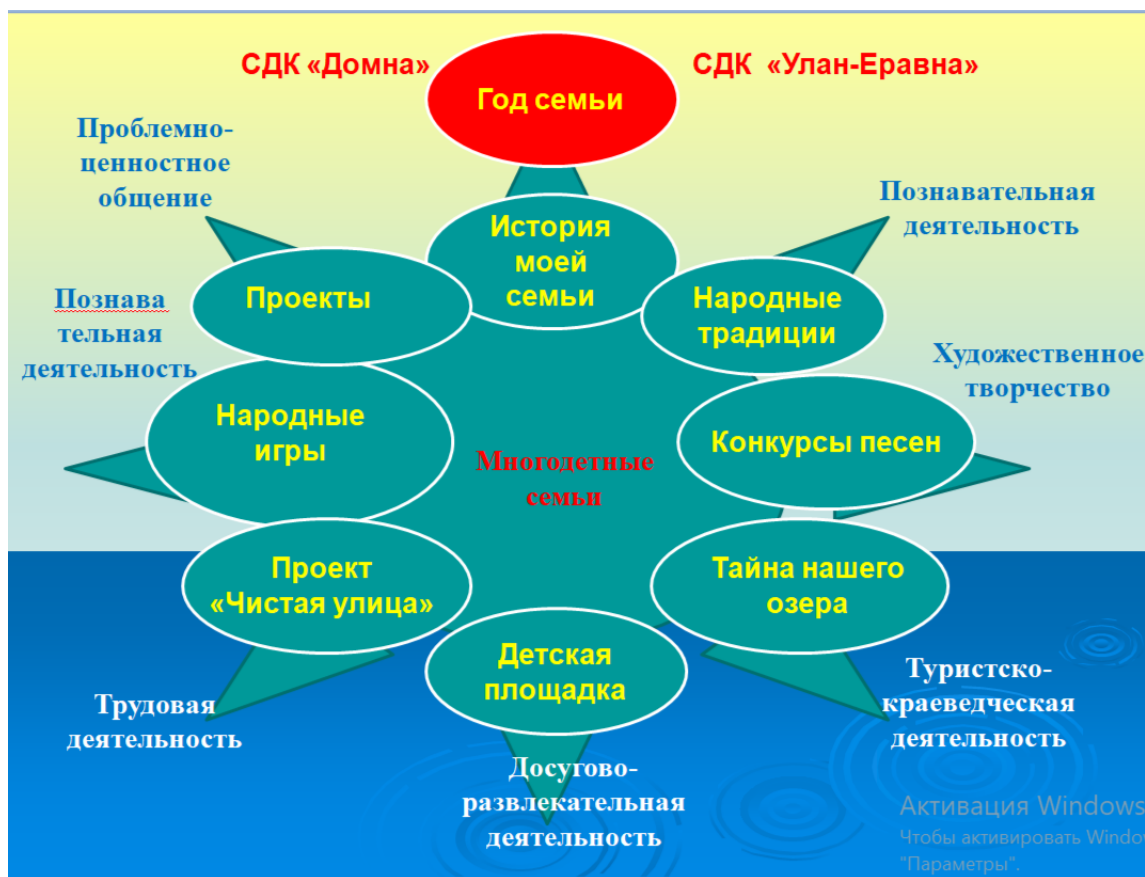 СДК «Домна»
Год семьи
СДК «Улан-Еравна»
Проблемно-
ценностное
общение
Познавательная
деятельность
История
моей
семьи
Проекты
Народные
традиции
Познава
тельная
деятельность
Художественное
творчество
Народные
игры
Многодетные
семьи
Конкурсы песен
Проект
«Чистая улица»
Тайна нашего
озера
Детская
площадка
Трудовая
деятельность
Туристско-
краеведческая
деятельность
Досугово-
развлекательная
деятельность
Активация Windows
Чтобы активировать Windo
"Параметры".